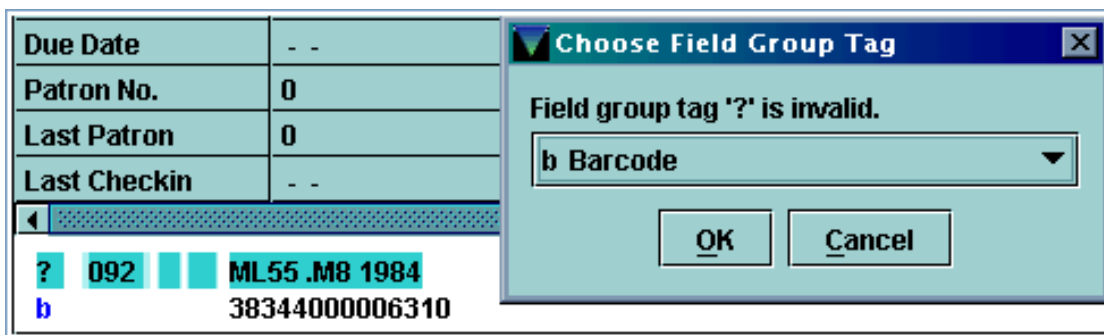 Due Date - -
Patron No. 0
Last Patron 0
Last Checkin - -
? 092 ML55 .M8 1984
b 38344000006310
Choose Field Group Tag
Field group tag '?' is invalid.
b Barcode
OK Cancel